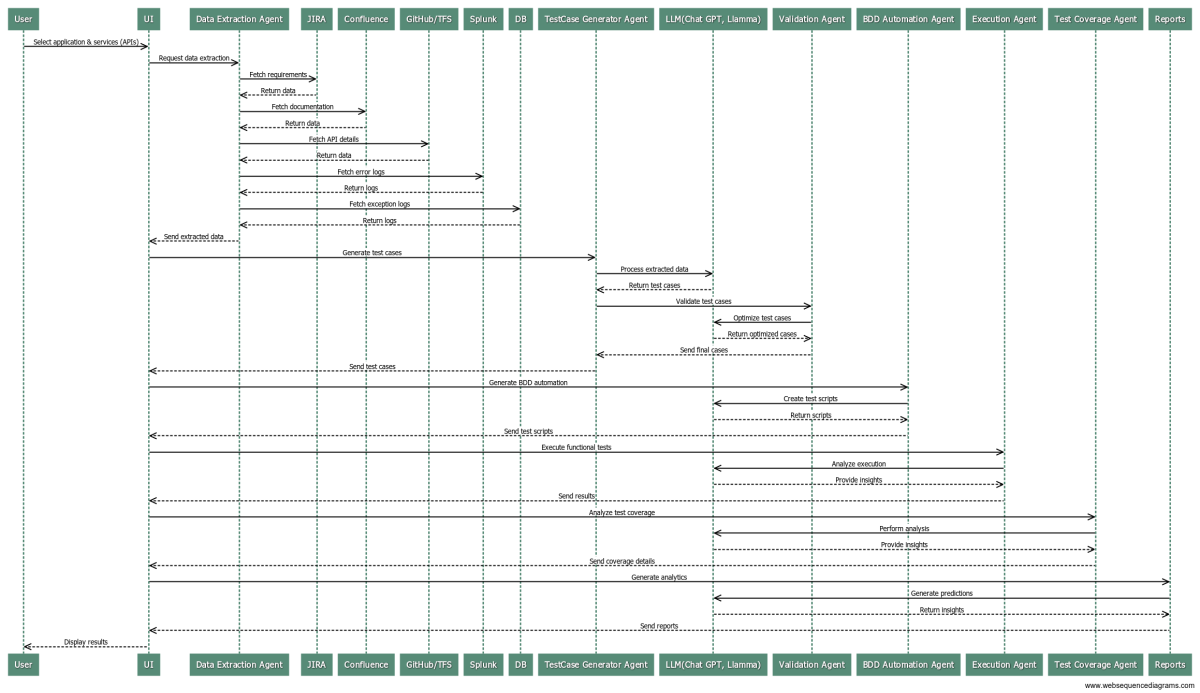 User UI Data Extraction Agent JIRA Confluence GitHub/TFS Splunk DB TestCase Generator Agent LLM(Chat GPT, Llamma) Validation Agent BDD Automation Agent Execution Agent Test Coverage Agent Reports
Select application & services (APIs)
Request data extraction
Fetch requirements
Return data
Fetch documentation
Return data
Fetch API details
Return data
Fetch error logs
Return logs
Fetch exception logs
Return logs
Send extracted data
Generate test cases
Process extracted data
Return test cases
Validate test cases
Optimize test cases
Return optimized cases
Send final cases
Send test cases
Generate BDD automation
Create test scripts
Return scripts
Send test scripts
Execute functional tests
Analyze execution
Provide insights
Send results
Analyze test coverage
Perform analysis
Provide insights
Send coverage details
Generate analytics
Generate predictions
Return insights
Send reports
Display results
User UI Data Extraction Agent JIRA Confluence GitHub/TFS Splunk DB TestCase Generator Agent LLM(Chat GPT, Llamma) Validation Agent BDD Automation Agent Execution Agent Test Coverage Agent Reports
www.websequencediagrams.com